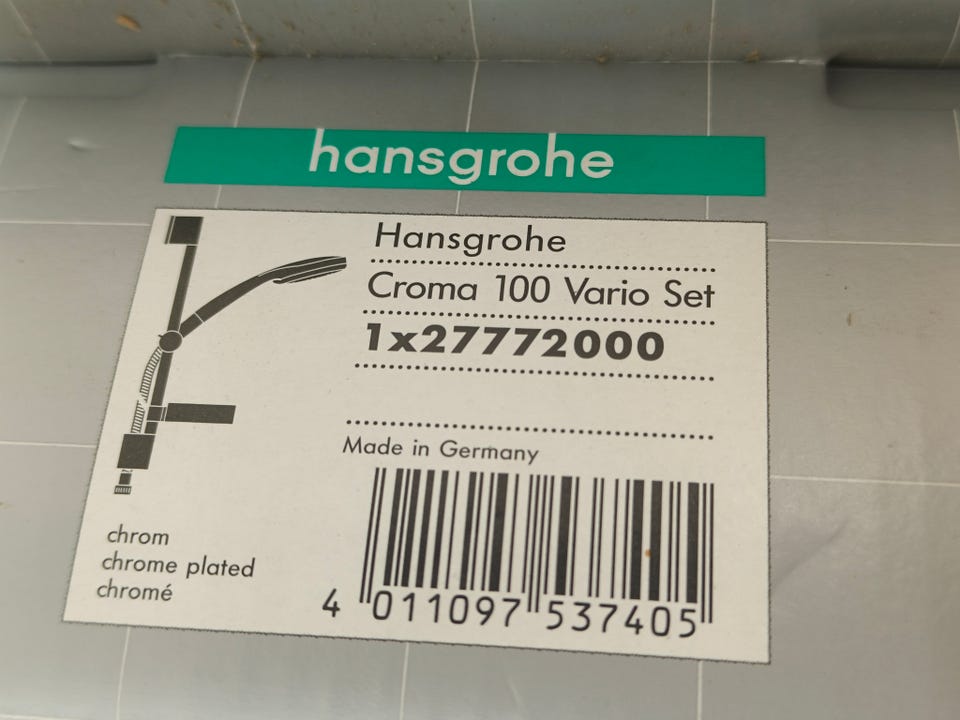 hansgrohe
Hansgrohe
Croma 100 Vario Set
1x27772000
Made in Germany
chrom
chrome plated
chromé
4 011097 537405